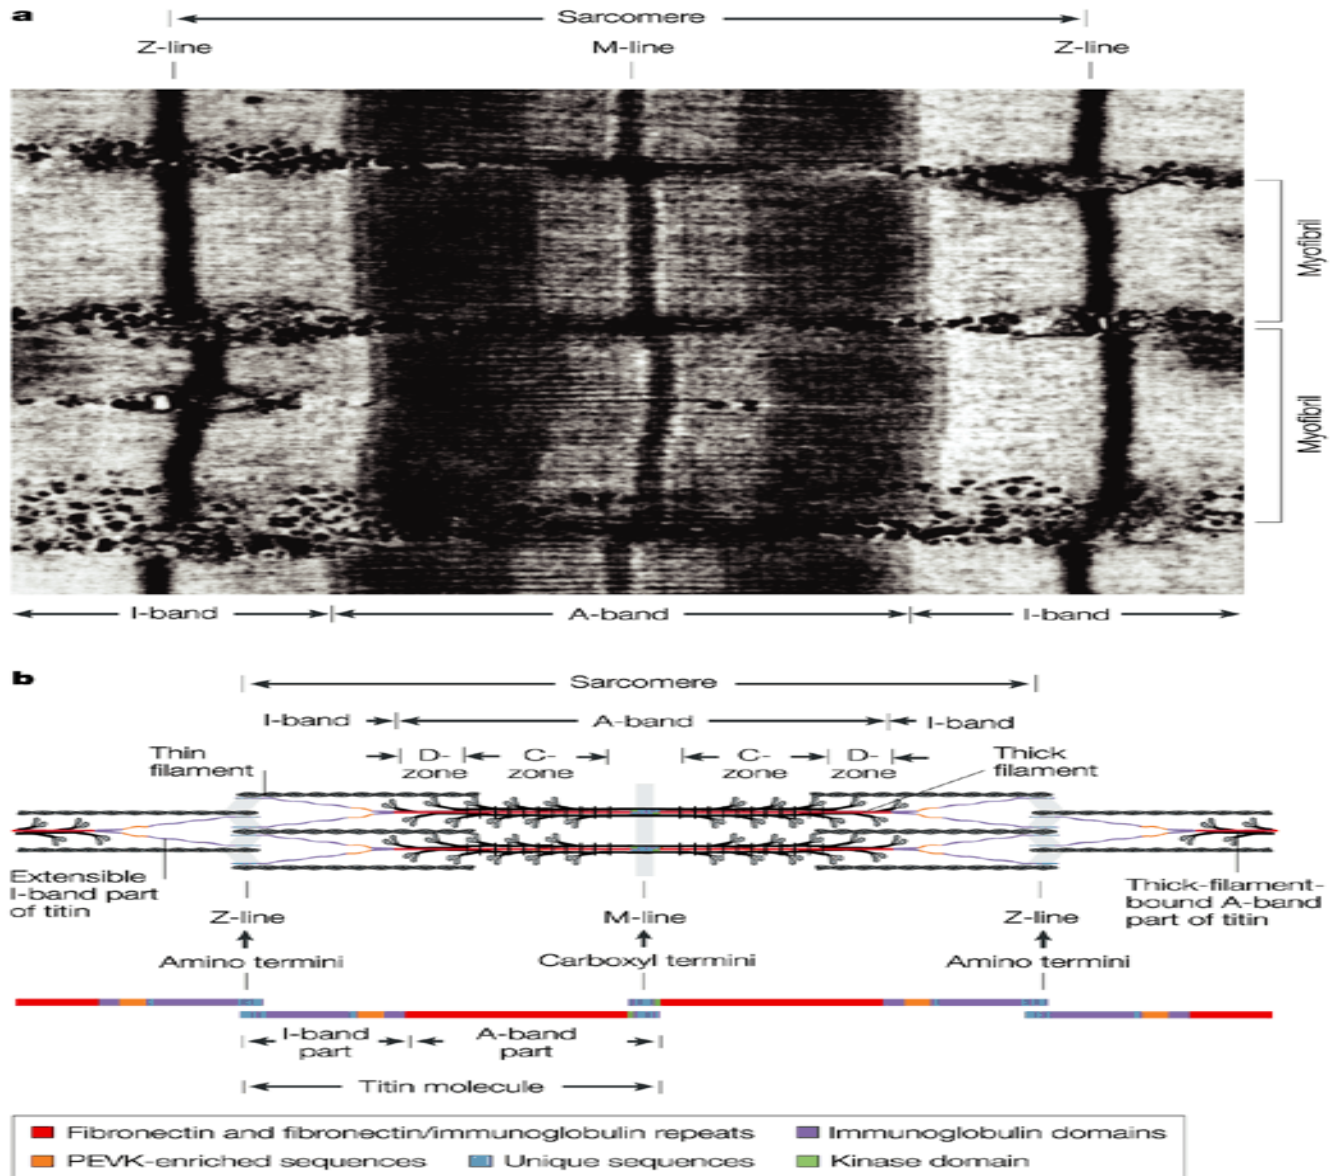 a
Sarcomere
Z-line M-line Z-line
Myofibril
Myofibril
I-band A-band I-band
b
Sarcomere
I-band A-band I-band
D-zone C-zone C-zone D-zone
Thin
filament
Thick
filament
Extensible
I-band part
of titin
Thick-filament-
bound A-band
part of titin
Z-line M-line Z-line
Amino termini Carboxyl termini Amino termini
I-band
part
A-band
part
Titin molecule
Fibronectin and fibronectin/immunoglobulin repeats Immunoglobulin domains
PEVK-enriched sequences Unique sequences Kinase domain